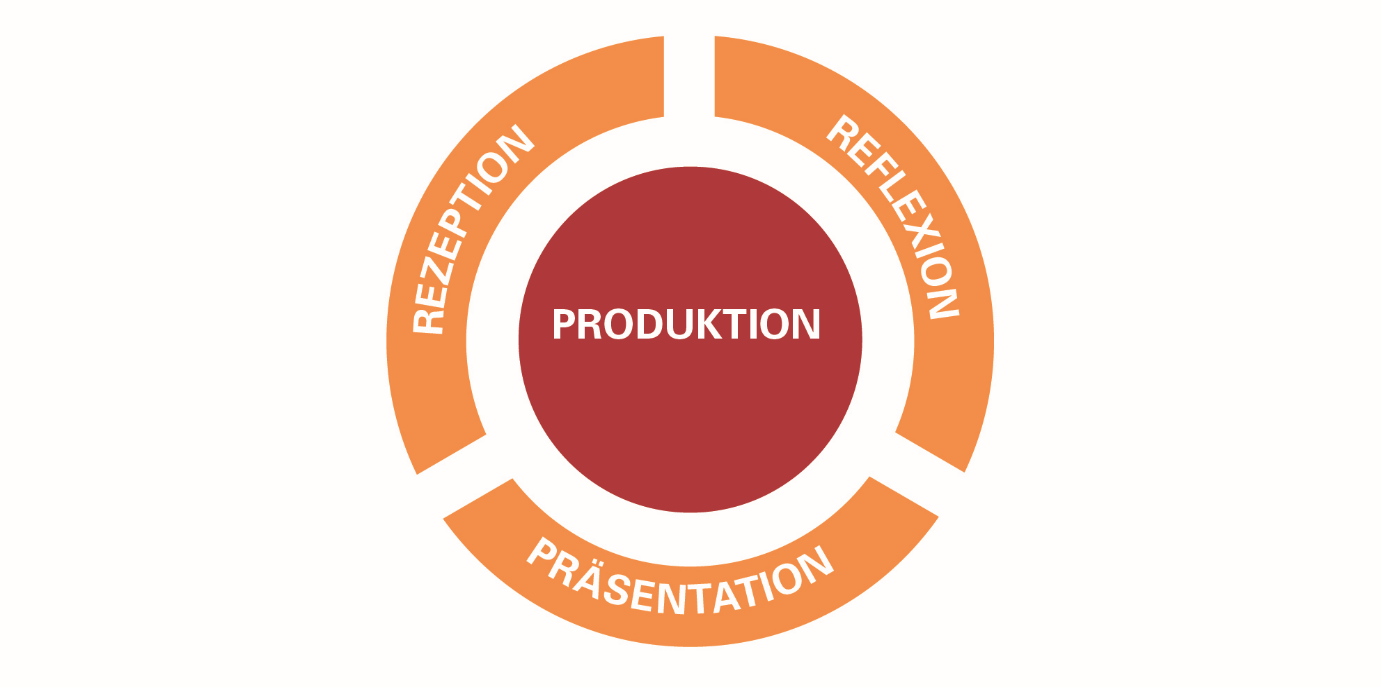 REZEPTION
REFLEXION
PRODUKTION
PRÄSENTATION